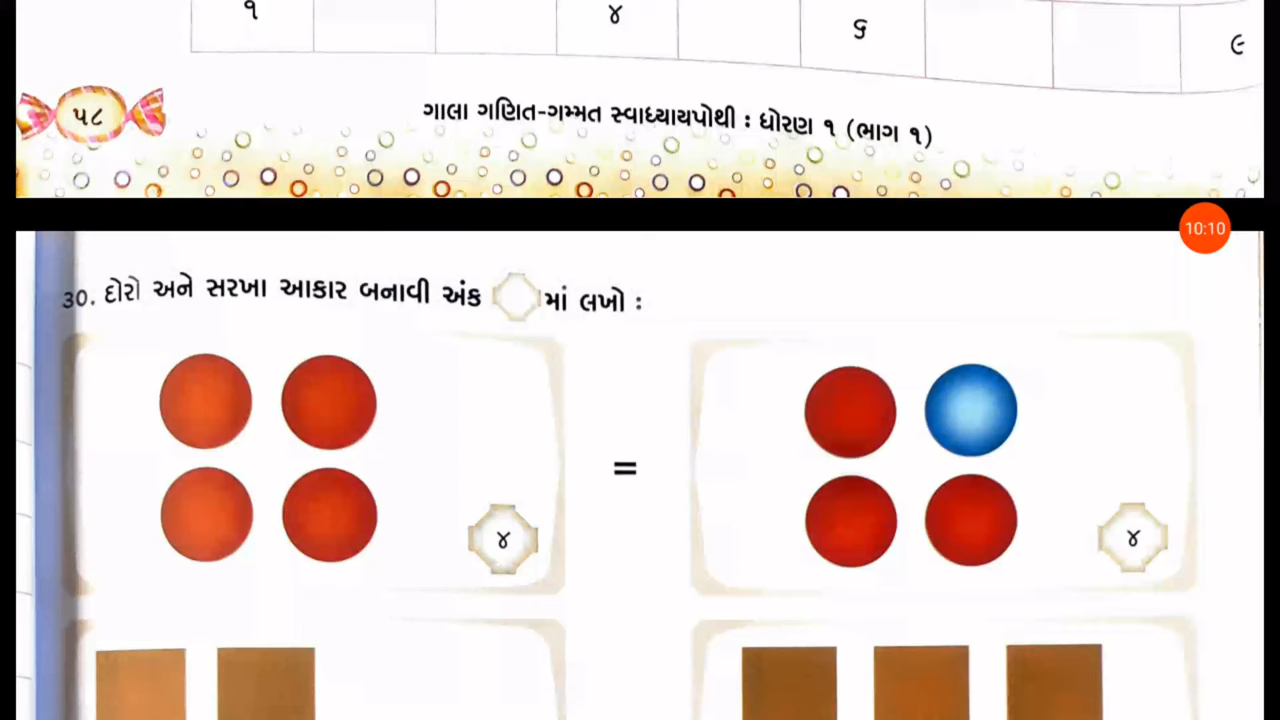 ૧ ૪ ૬ ૯
૫૮
ગાલા ગણિત-ગમ્મત સ્વાધ્યાયપોથી : ધોરણ ૧ (ભાગ ૧)
10:10
30. દોરો અને સરખા આકાર બનાવી અંક માં લખો :
=
૪ ૪